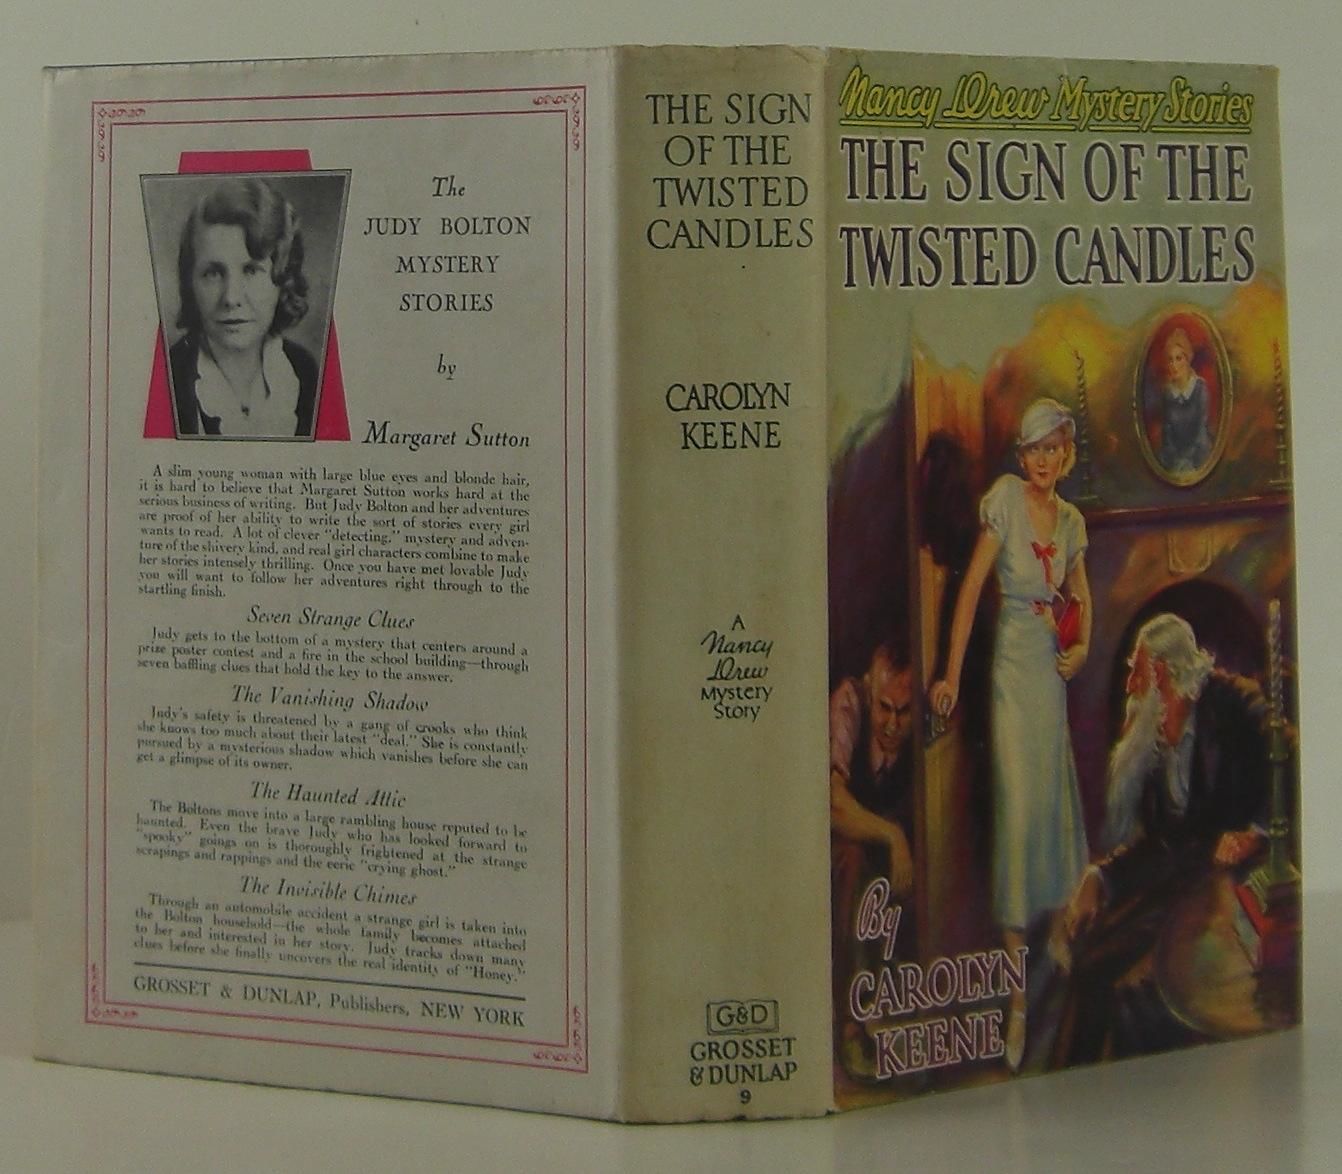 The
JUDY BOLTON
MYSTERY
STORIES
by
Margaret Sutton
A slim young woman with large blue eyes and blonde hair,
it is hard to believe that Margaret Sutton works hard at the
serious business of writing. But Judy Bolton and her adventures
are proof of her ability to write the sort of stories every girl
wants to read. A lot of clever "detecting," mystery and adven-
ture of the shivery kind, and real girl characters combine to make
her stories intensely thrilling. Once you have met lovable Judy
you will want to follow her adventures right through to the
startling finish.
Seven Strange Clues
Judy gets to the bottom of a mystery that centers around a
prize poster contest and a fire in the school building—through
seven baffling clues that hold the key to the answer.
The Vanishing Shadow
Judy's safety is threatened by a gang of crooks who think
she knows too much about their latest "deal." She is constantly
pursued by a mysterious shadow which vanishes before she can
get a glimpse of its owner.
The Haunted Attic
The Boltons move into a large rambling house reputed to be
haunted. Even the brave Judy who has looked forward to
"spooky" goings on is thoroughly frightened at the strange
scrapings and rappings and the eerie "crying ghost."
The Invisible Chimes
Through an automobile accident a strange girl is taken into
the Bolton household—the whole family becomes attached
to her and interested in her story. Judy tracks down many
clues before she finally uncovers the real identity of "Honey."
GROSSET & DUNLAP, Publishers, NEW YORK
THE SIGN
OF THE
TWISTED
CANDLES
CAROLYN
KEENE
A
Nancy
Drew
Mystery
Story
G&D
GROSSET
& DUNLAP
9
Nancy Drew Mystery Stories
THE SIGN OF THE
TWISTED CANDLES
By
CAROLYN
KEENE